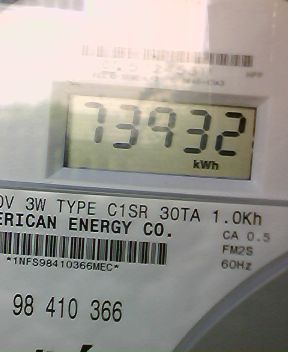 73932
kWh
0V 3W TYPE C1SR 30TA 1.0Kh
ERICAN ENERGY CO.
CA 0.5
*1NFS98410366MEC*
FM2S
60Hz
98 410 366